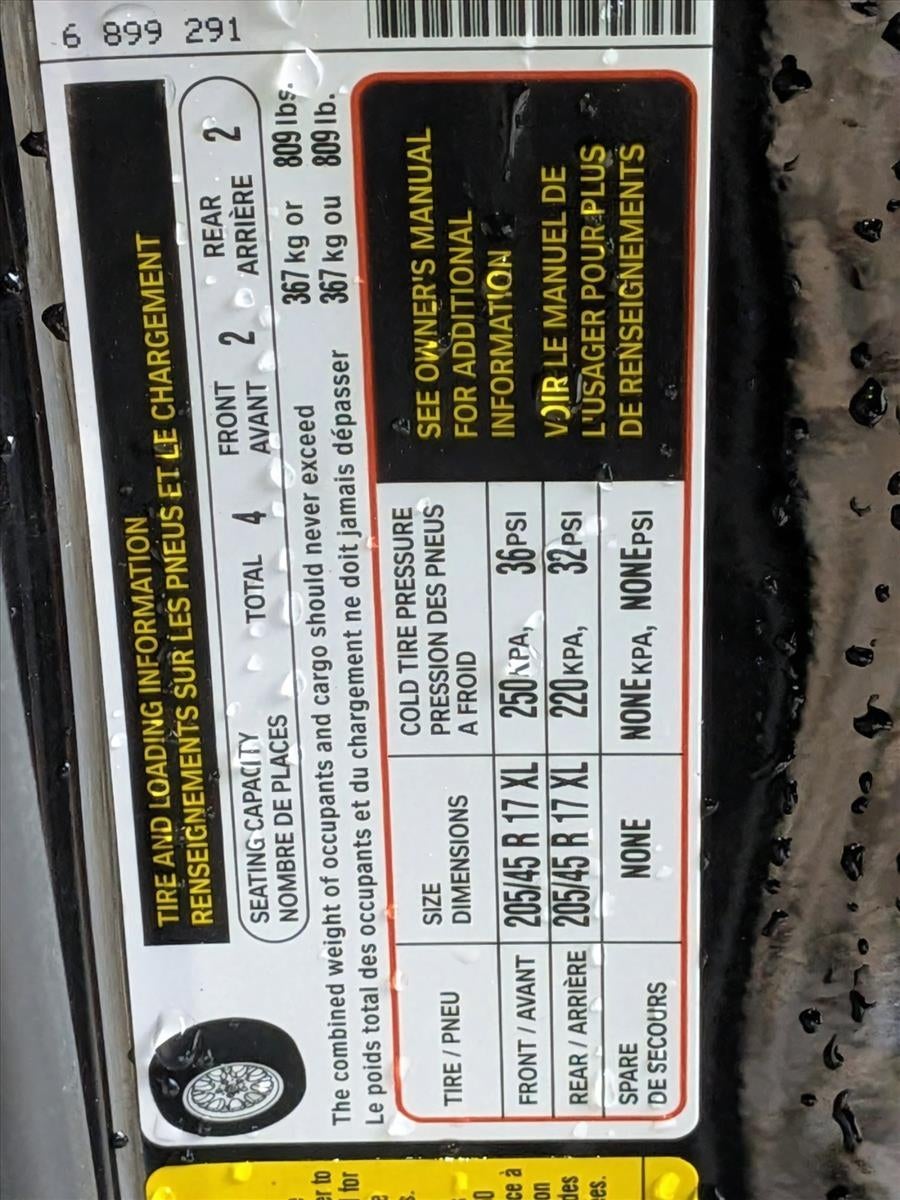 6 899 291
TIRE AND LOADING INFORMATION
RENSEIGNEMENTS SUR LES PNEUS ET LE CHARGEMENT
SEATING CAPACITY TOTAL 4 FRONT 2 REAR 2
NOMBRE DE PLACES AVANT ARRIÈRE
The combined weight of occupants and cargo should never exceed 367 kg or 809 lbs.
Le poids total des occupants et du chargement ne doit jamais dépasser 367 kg ou 809 lb.
TIRE / PNEU
SIZE
DIMENSIONS
COLD TIRE PRESSURE
PRESSION DES PNEUS
A FROID
FRONT / AVANT 205/45 R 17 XL 250 KPA, 36 PSI
REAR / ARRIÈRE 205/45 R 17 XL 220 KPA, 32 PSI
SPARE
DE SECOURS
NONE NONE KPA, NONE PSI
SEE OWNER'S MANUAL
FOR ADDITIONAL
INFORMATION
VOIR LE MANUEL DE
L'USAGER POUR PLUS
DE RENSEIGNEMENTS
to
for
ce à
on
des